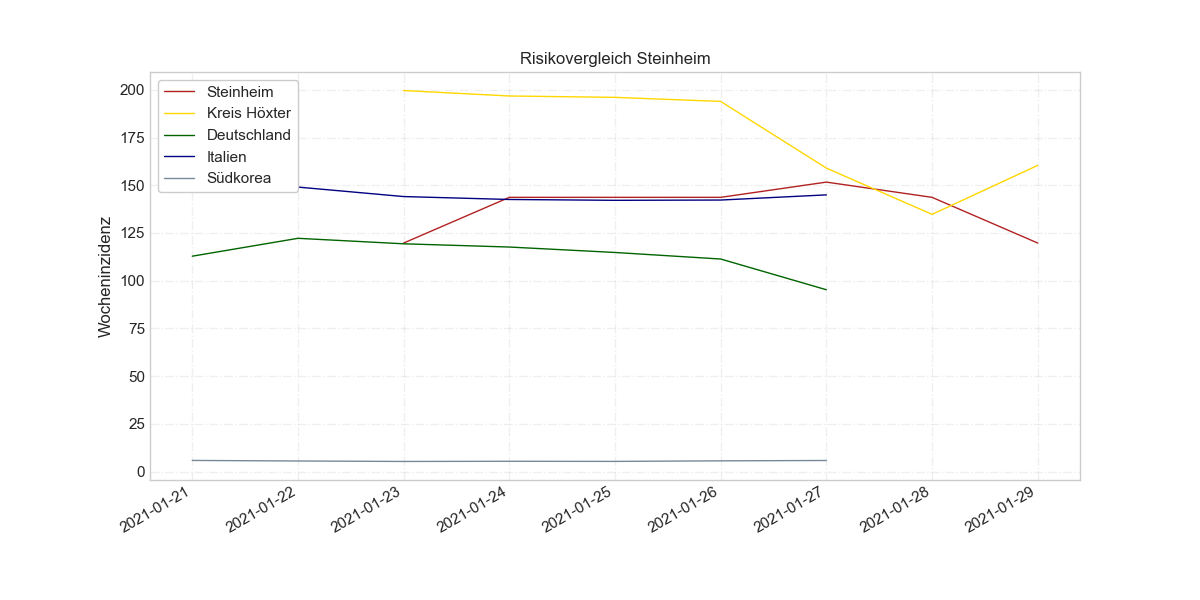 Risikovergleich Steinheim
Steinheim
Kreis Höxter
Deutschland
Italien
Südkorea
Wocheninzidenz
200
175
150
125
100
75
50
25
0
2021-01-21
2021-01-22
2021-01-23
2021-01-24
2021-01-25
2021-01-26
2021-01-27
2021-01-28
2021-01-29